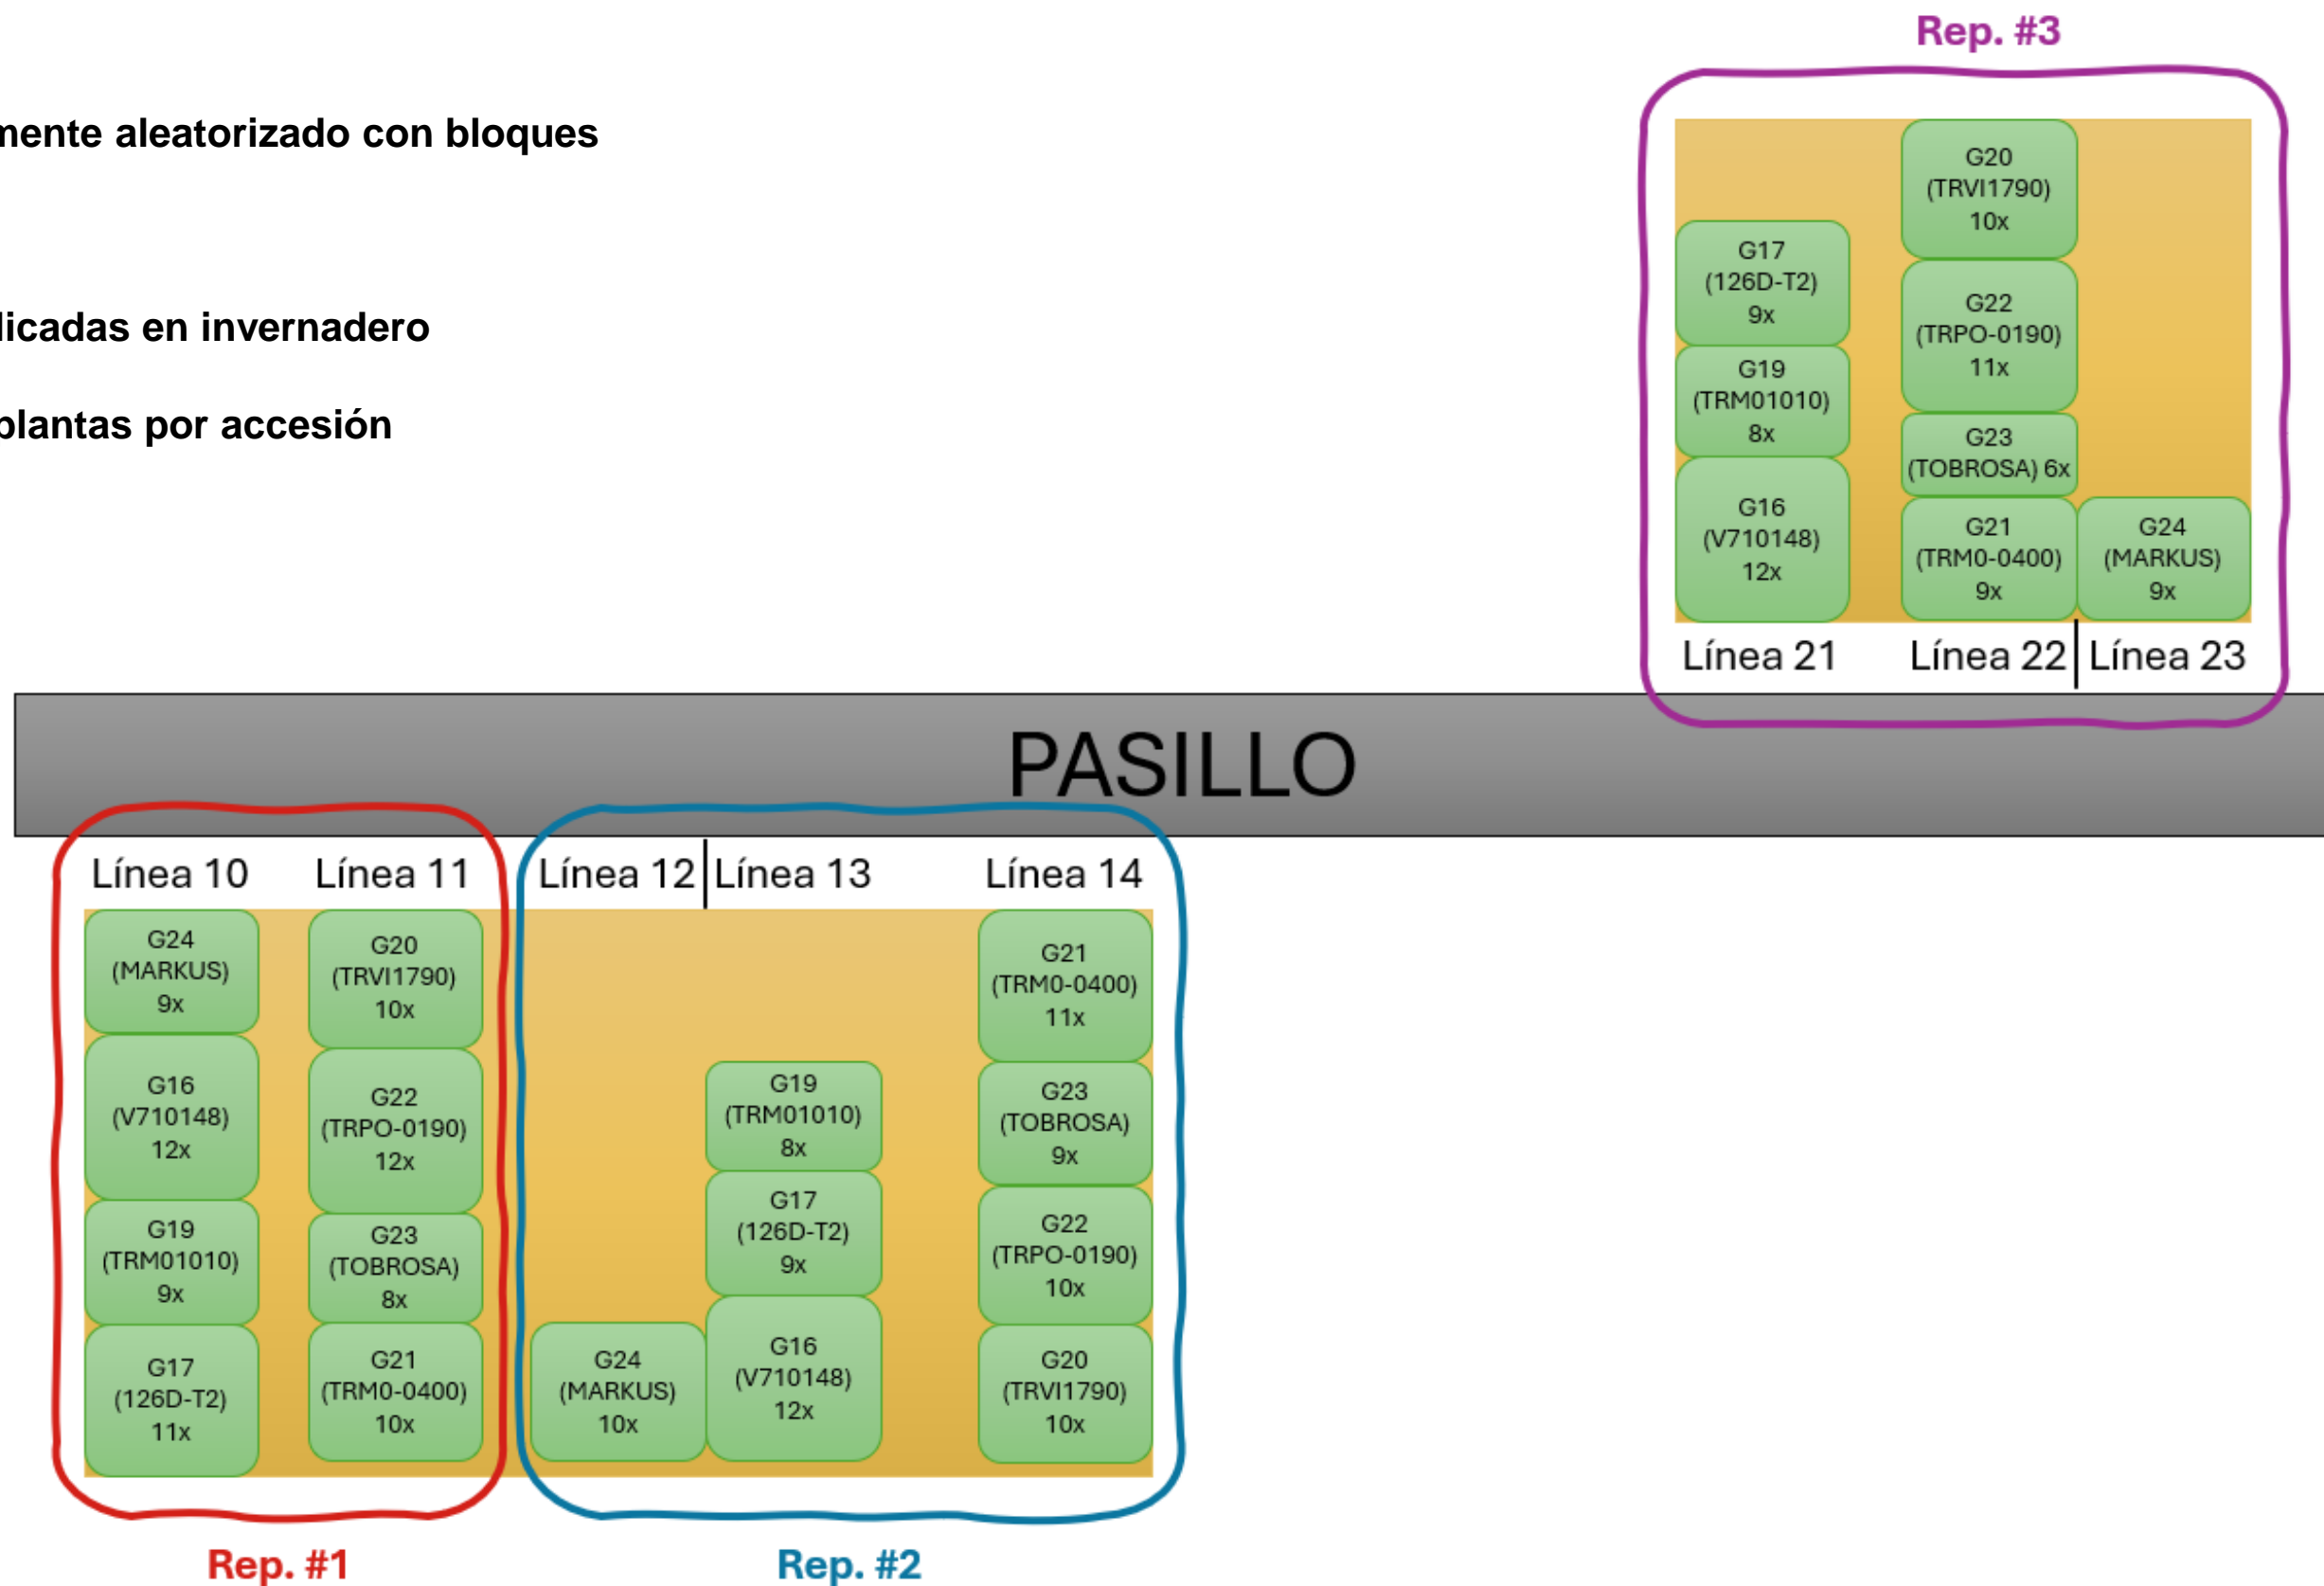 Rep. #3
mente aleatorizado con bloques
licadas en invernadero
plantas por accesión
G17
(126D-T2)
9x
G19
(TRM01010)
8x
G16
(V710148)
12x
G20
(TRVI1790)
10x
G22
(TRPO-0190)
11x
G23
(TOBROSA) 6x
G21
(TRM0-0400)
9x
G24
(MARKUS)
9x
Línea 21
Línea 22
Línea 23
PASILLO
Línea 10
Línea 11
Línea 12
Línea 13
Línea 14
G24
(MARKUS)
9x
G16
(V710148)
12x
G19
(TRM01010)
9x
G17
(126D-T2)
11x
G20
(TRVI1790)
10x
G22
(TRPO-0190)
12x
G23
(TOBROSA)
8x
G21
(TRM0-0400)
10x
G24
(MARKUS)
10x
G19
(TRM01010)
8x
G17
(126D-T2)
9x
G16
(V710148)
12x
G21
(TRM0-0400)
11x
G23
(TOBROSA)
9x
G22
(TRPO-0190)
10x
G20
(TRVI1790)
10x
Rep. #1
Rep. #2